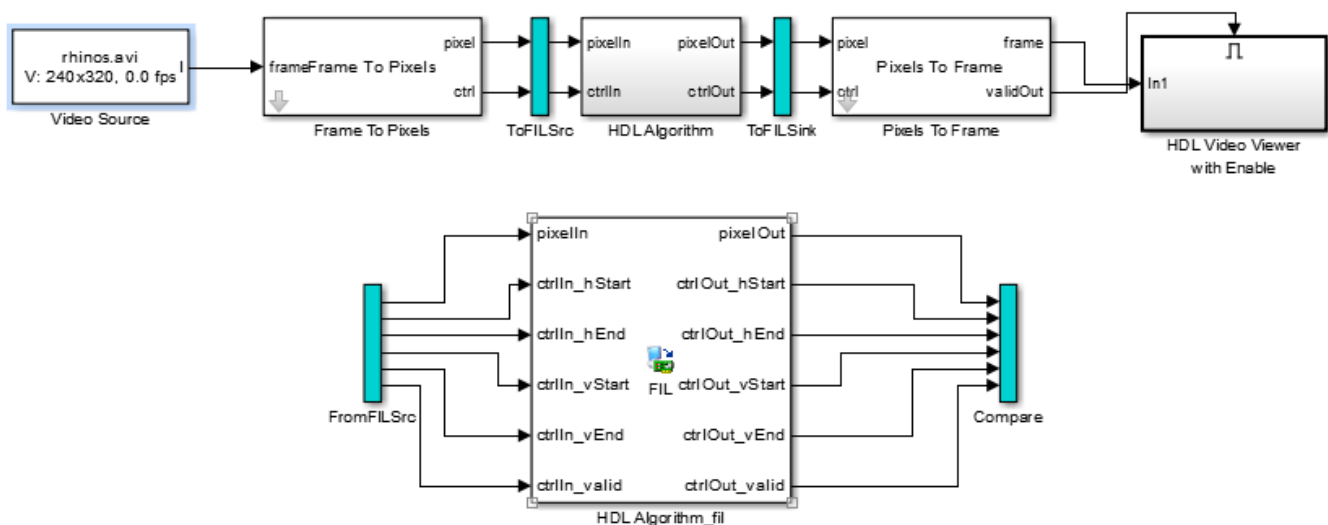 rhinos.avi
V: 240x320, 0.0 fps
I
Video Source
frame
Frame To Pixels
pixel
ctrl
Frame To Pixels
ToFILSrc
pixelIn
pixelOut
ctrlIn
ctrlOut
HDL Algorithm
ToFILSink
pixel
frame
Pixels To Frame
ctrl
validOut
Pixels To Frame
In1
HDL Video Viewer
with Enable
FromFILSrc
pixelIn
pixelOut
ctrlIn_hStart
ctrlOut_hStart
ctrlIn_hEnd
ctrlOut_hEnd
FIL
ctrlIn_vStart
ctrlOut_vStart
ctrlIn_vEnd
ctrlOut_vEnd
ctrlIn_valid
ctrlOut_valid
HDL Algorithm_fil
Compare